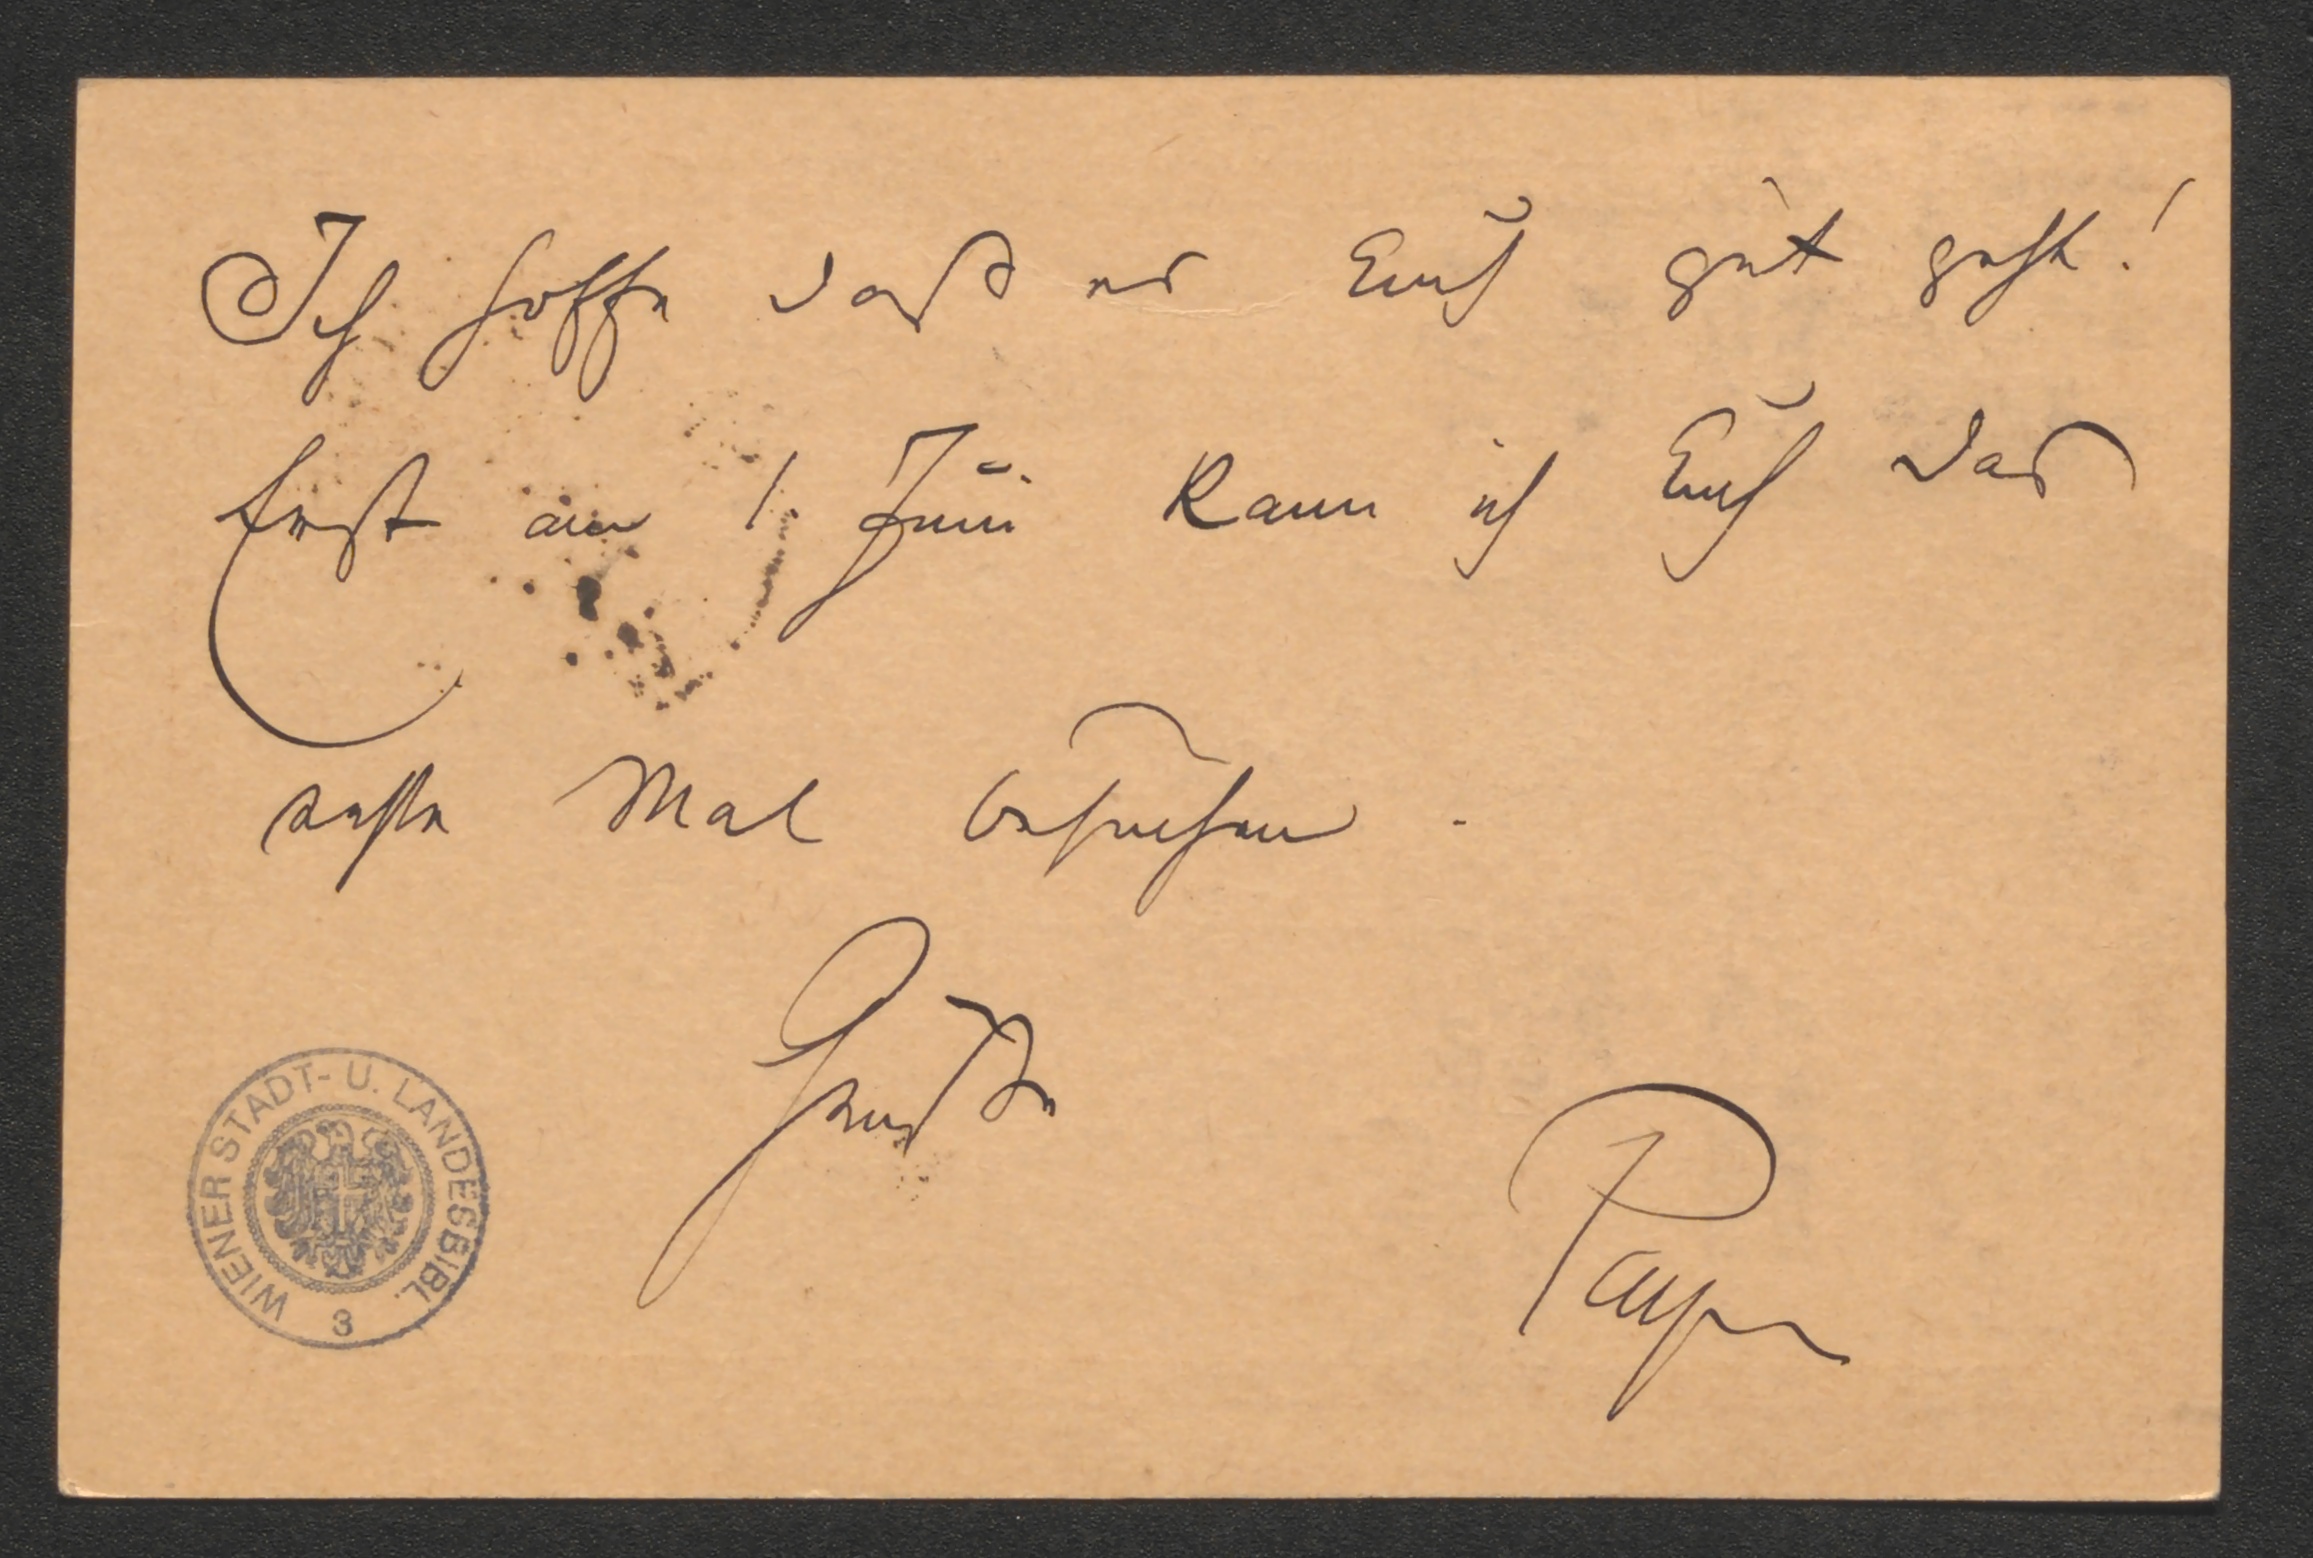 Ich hoffe daß es Euch gut geht!
Erst am 1. Juni kann ich Euch das
erste Mal besuchen.
Grüße
Papa
WIENER STADT- U. LANDESBIBL.
3